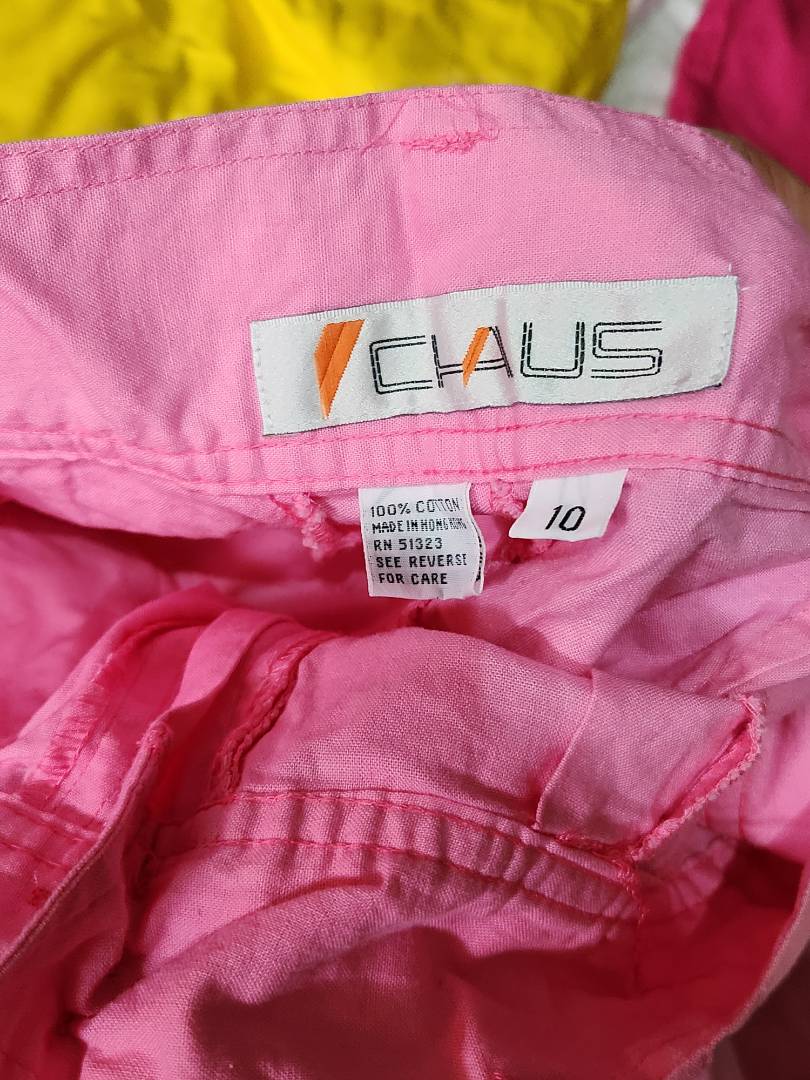 CHAUS
100% COTTON
MADE IN HONG KONG
RN 51323
SEE REVERSE
FOR CARE
10